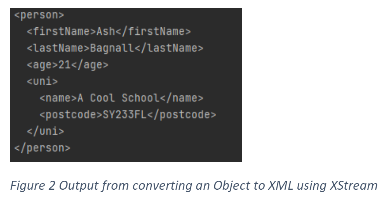 <person>
  <firstName>Ash</firstName>
  <lastName>Bagnall</lastName>
  <age>21</age>
  <uni>
    <name>A Cool School</name>
    <postcode>SY233FL</postcode>
  </uni>
</person>
Figure 2 Output from converting an Object to XML using XStream